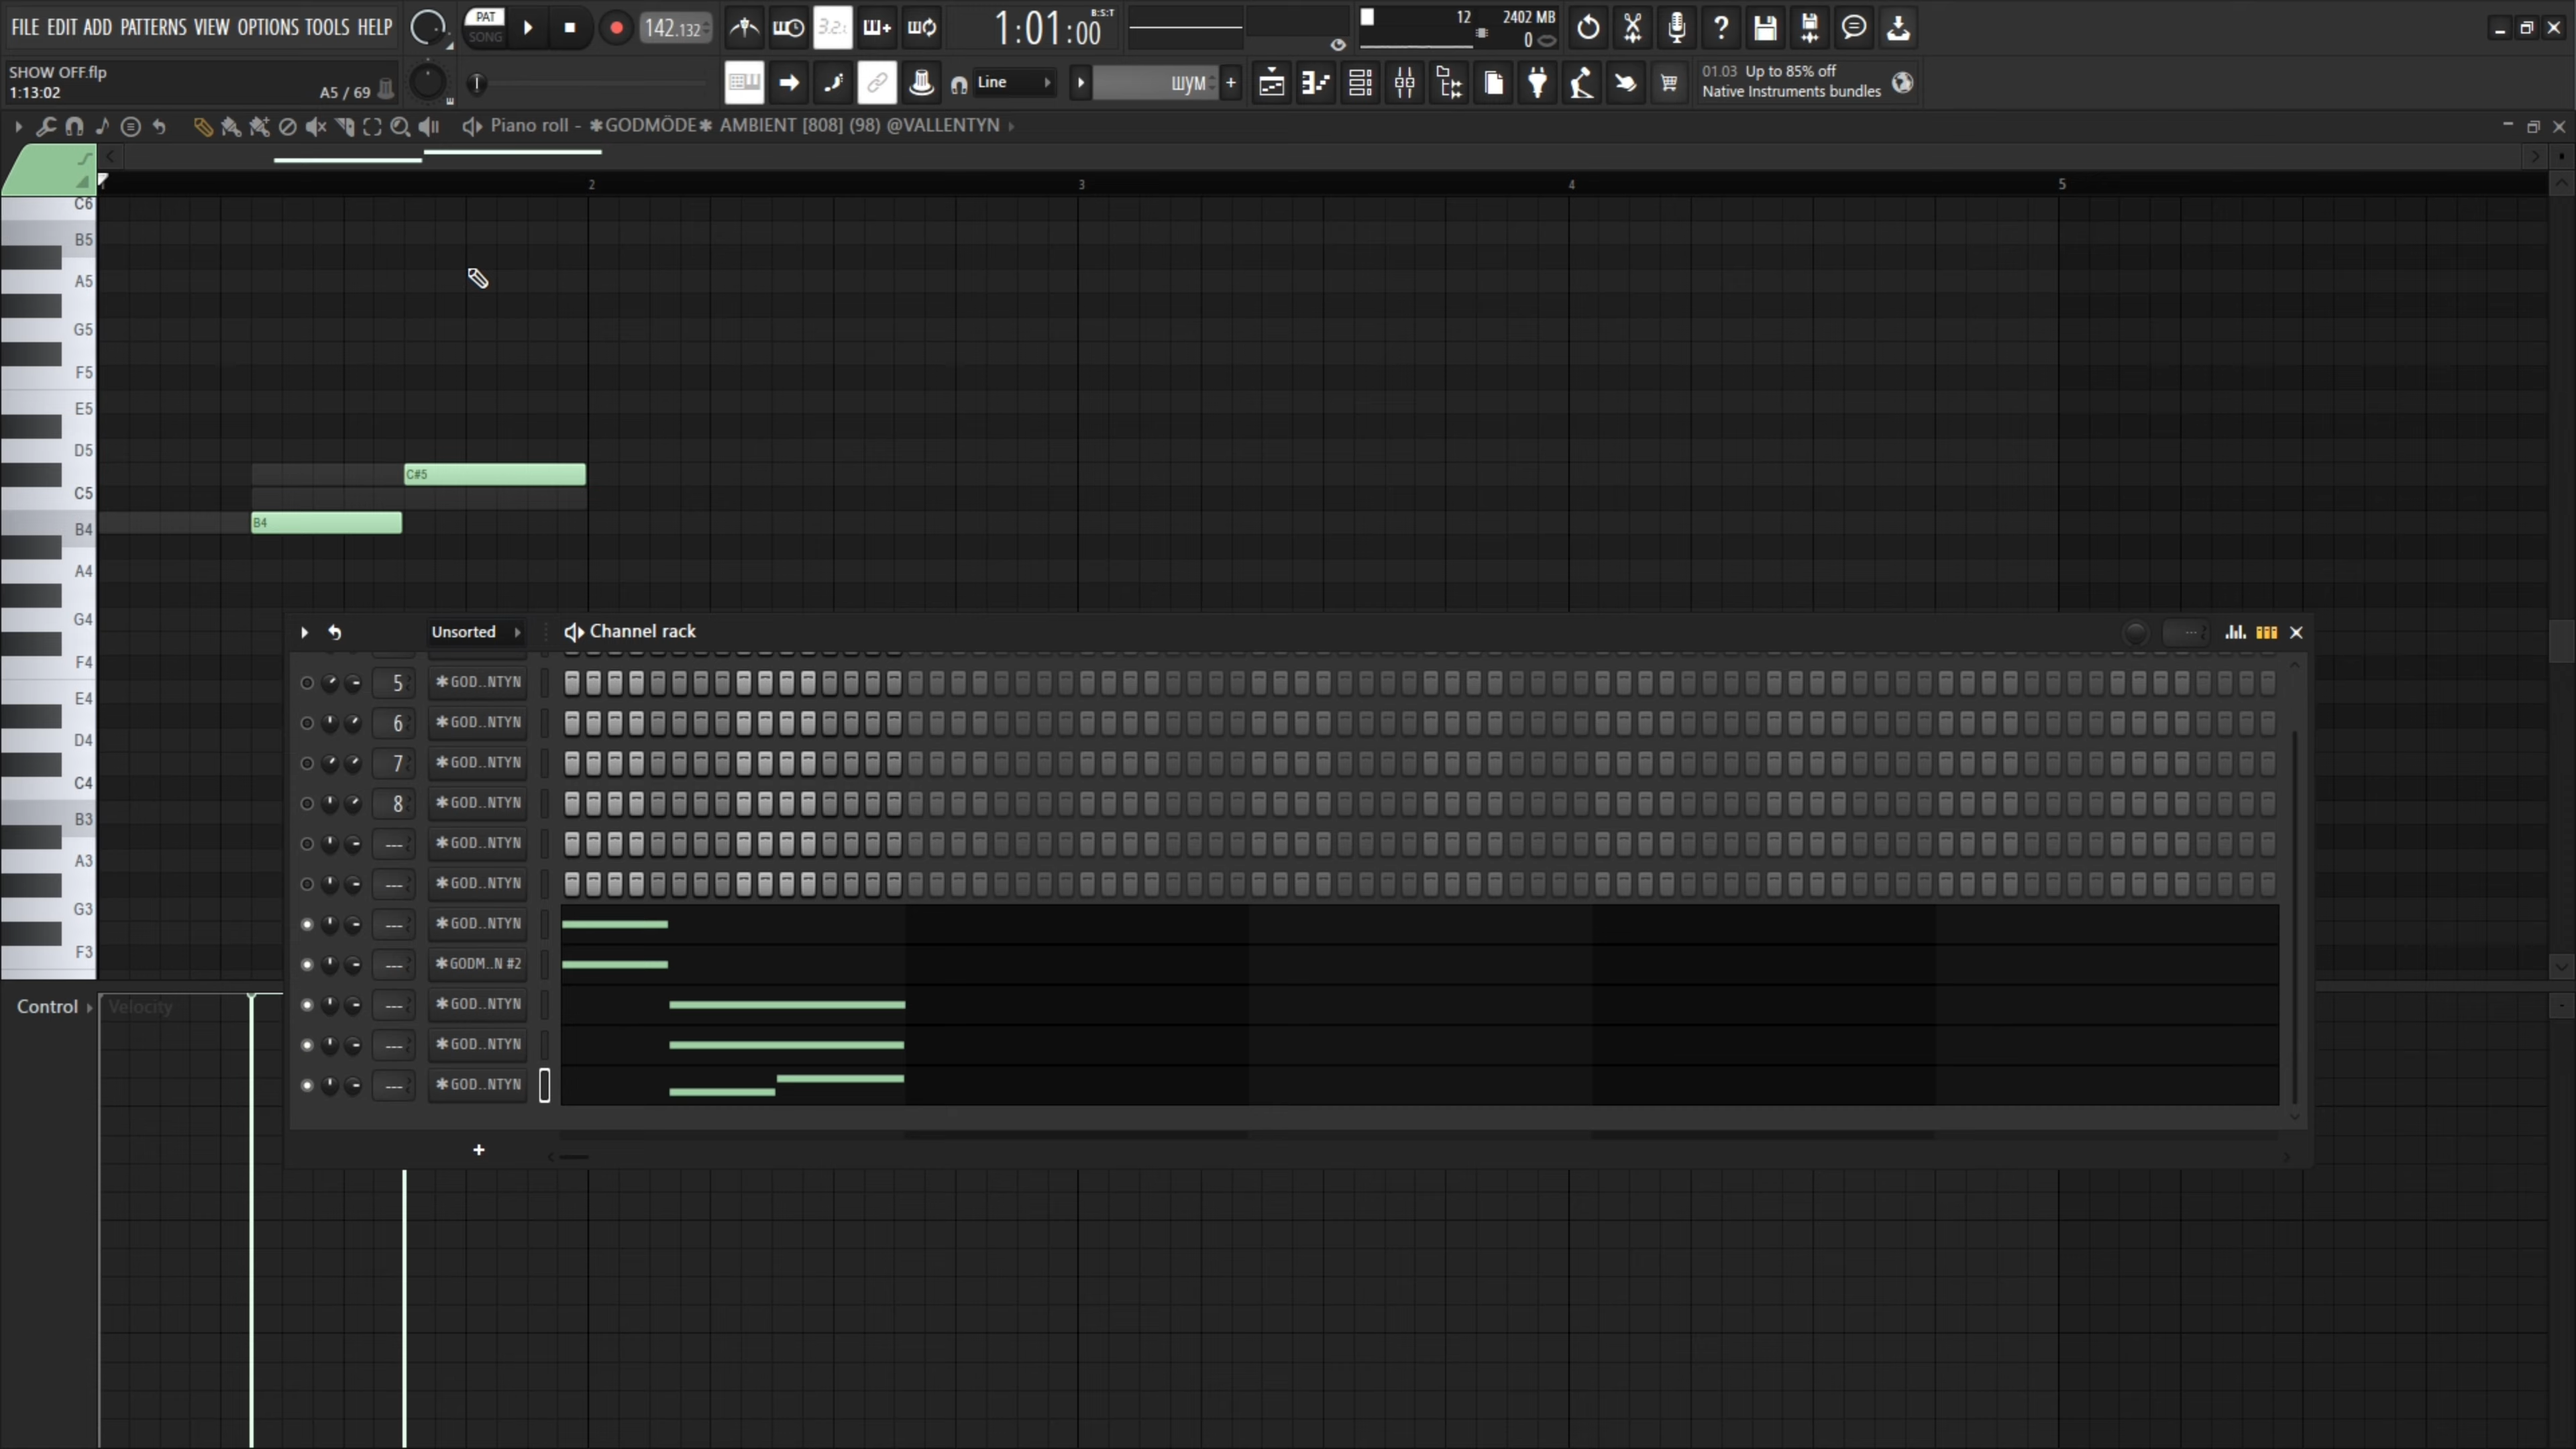 FILE EDIT ADD PATTERNS VIEW OPTIONS TOOLS HELP
PAT
SONG
142.132
1:01:00
B:S:T
12
2402 MB
0
SHOW OFF.flp
1:13:02
A5 / 69
Line
ШУМ
01.03 Up to 85% off
Native Instruments bundles
Piano roll - ✱GODMÖDE✱ AMBIENT [808] (98) @VALLENTYN
2
3
4
5
C6
B5
A5
G5
F5
E5
D5
C#5
C5
B4
B4
A4
G4
F4
E4
D4
C4
B3
A3
G3
F3
Unsorted
Channel rack
5
✱GOD..NTYN
6
✱GOD..NTYN
7
✱GOD..NTYN
8
✱GOD..NTYN
---
✱GOD..NTYN
---
✱GOD..NTYN
---
✱GOD..NTYN
---
✱GODM..N #2
---
✱GOD..NTYN
---
✱GOD..NTYN
---
✱GOD..NTYN
Control
Velocity